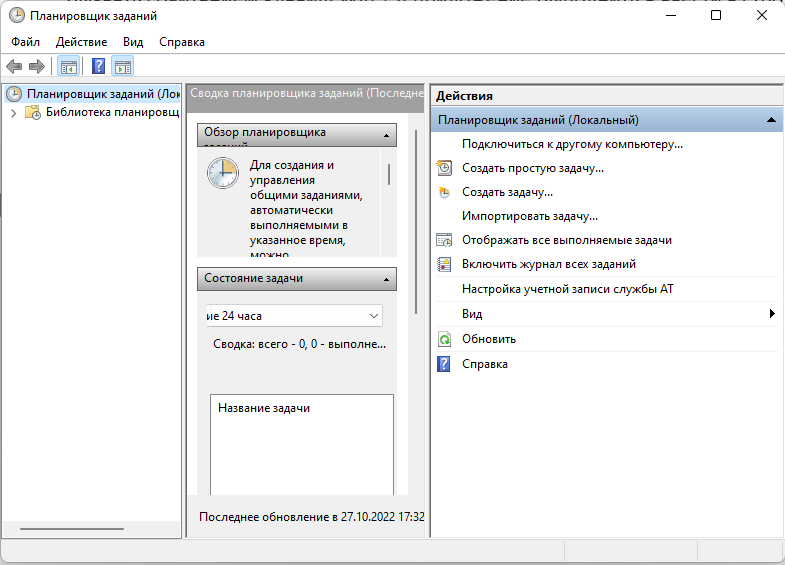 Планировщик заданий
Файл Действие Вид Справка
Планировщик заданий (Лок
Библиотека планировщ
Сводка планировщика заданий (Последне
Обзор планировщика
Для создания и
управления
общими заданиями,
автоматически
выполняемыми в
указанное время,
можно
Состояние задачи
ие 24 часа
Сводка: всего - 0, 0 - выполне...
Название задачи
Последнее обновление в 27.10.2022 17:32
Действия
Планировщик заданий (Локальный)
Подключиться к другому компьютеру...
Создать простую задачу...
Создать задачу...
Импортировать задачу...
Отображать все выполняемые задачи
Включить журнал всех заданий
Настройка учетной записи службы АТ
Вид
Обновить
Справка